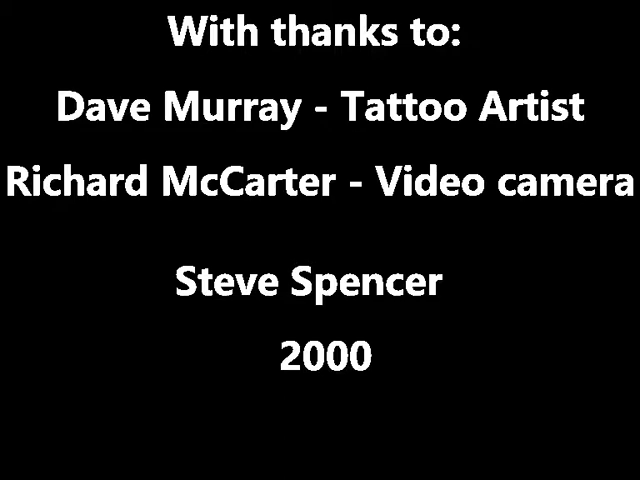 With thanks to:
Dave Murray - Tattoo Artist
Richard McCarter - Video camera
Steve Spencer
2000